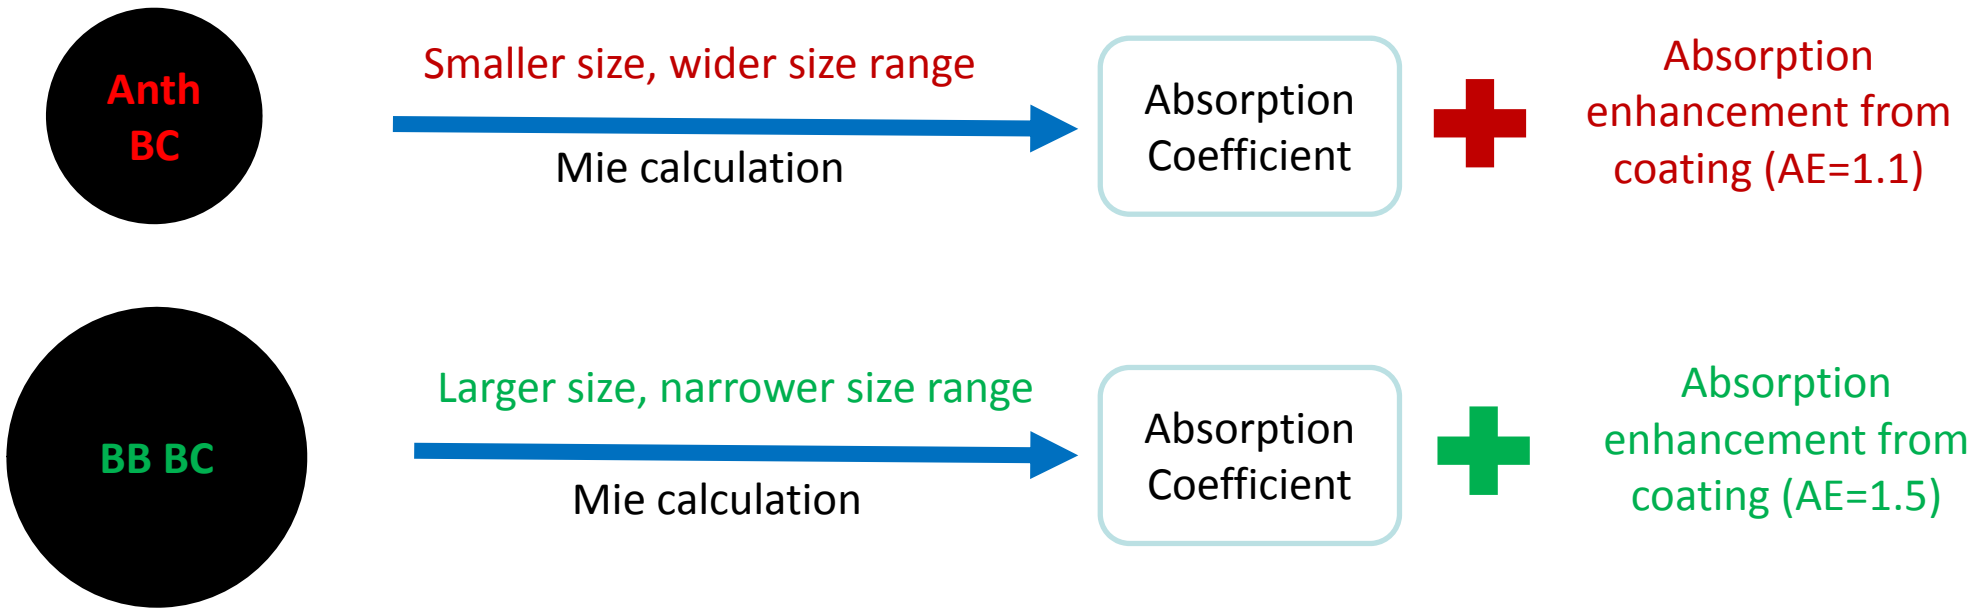 Anth
BC
Smaller size, wider size range
Mie calculation
Absorption
Coefficient
Absorption
enhancement from
coating (AE=1.1)
BB BC
Larger size, narrower size range
Mie calculation
Absorption
Coefficient
Absorption
enhancement from
coating (AE=1.5)